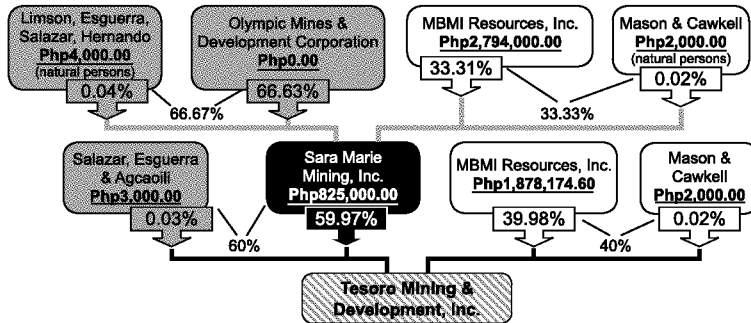 Limson, Esguerra,
Salazar, Hernando
Php4,000.00
(natural persons)
0.04%
Olympic Mines &
Development Corporation
Php0.00
66.63%
66.67%
MBMI Resources, Inc.
Php2,794,000.00
33.31%
Mason & Cawkell
Php2,000.00
(natural persons)
0.02%
33.33%
Salazar, Esguerra
& Agcaoili
Php3,000.00
0.03%
60%
Sara Marie
Mining, Inc.
Php825,000.00
59.97%
MBMI Resources, Inc.
Php1,878,174.60
39.98%
Mason &
Cawkell
Php2,000.00
0.02%
40%
Tesoro Mining &
Development, Inc.